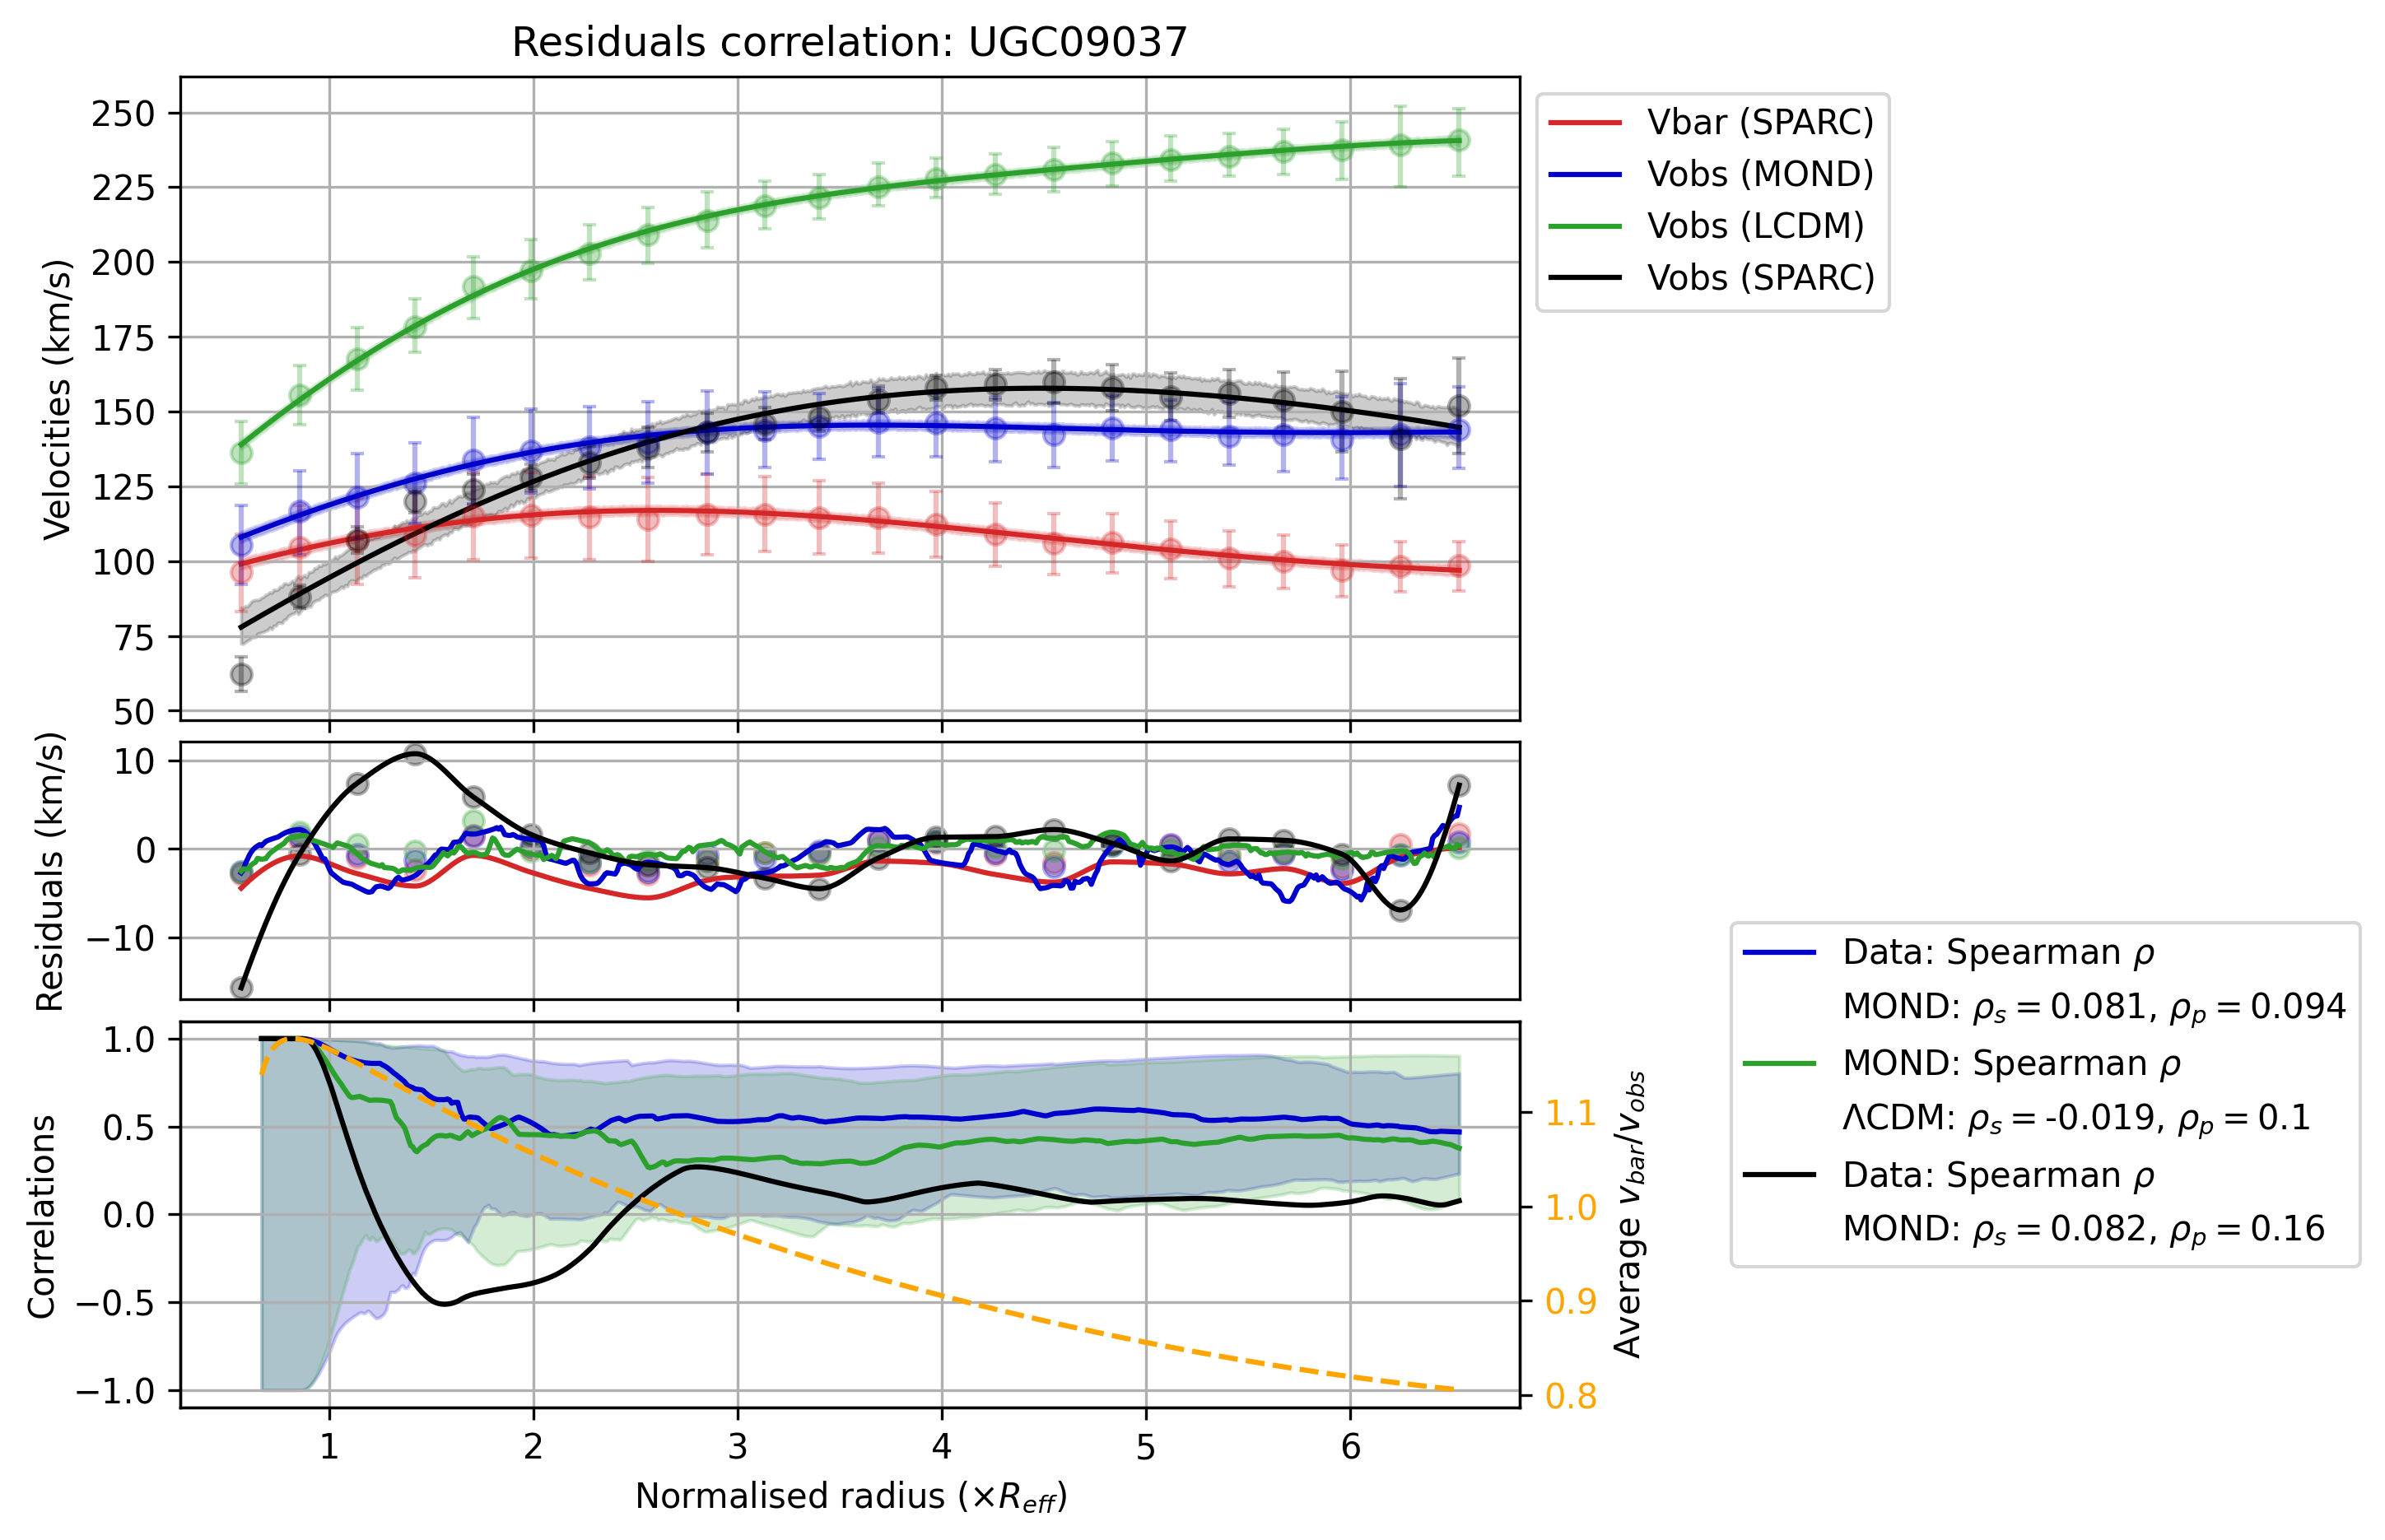 Residuals correlation: UGC09037
Velocities (km/s)
250
225
200
175
150
125
100
75
50
Vbar (SPARC)
Vobs (MOND)
Vobs (LCDM)
Vobs (SPARC)
Residuals (km/s)
10
0
−10
Correlations
1.0
0.5
0.0
−0.5
−1.0
1.1
1.0
0.9
0.8
Average v_bar/v_obs
Data: Spearman ρ
MOND: ρ_s = 0.081, ρ_p = 0.094
MOND: Spearman ρ
ΛCDM: ρ_s = -0.019, ρ_p = 0.1
Data: Spearman ρ
MOND: ρ_s = 0.082, ρ_p = 0.16
1 2 3 4 5 6
Normalised radius (×R_eff)